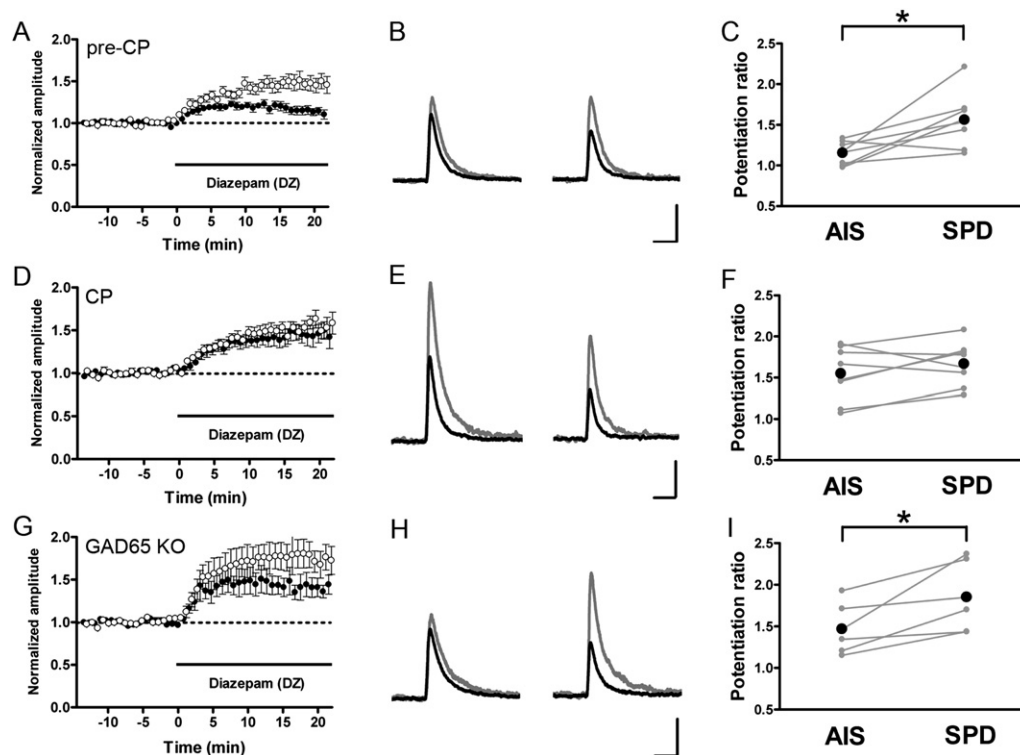 A
pre-CP
Normalized amplitude
2.0
1.5
1.0
0.5
0.0
Diazepam (DZ)
-10 -5 0 5 10 15 20
Time (min)
B
C
*
Potentiation ratio
2.5
2.0
1.5
1.0
0.5
AIS SPD
D
CP
Normalized amplitude
2.0
1.5
1.0
0.5
0.0
Diazepam (DZ)
-10 -5 0 5 10 15 20
Time (min)
E
F
Potentiation ratio
2.5
2.0
1.5
1.0
0.5
AIS SPD
G
GAD65 KO
Normalized amplitude
2.0
1.5
1.0
0.5
0.0
Diazepam (DZ)
-10 -5 0 5 10 15 20
Time (min)
H
I
*
Potentiation ratio
2.5
2.0
1.5
1.0
0.5
AIS SPD